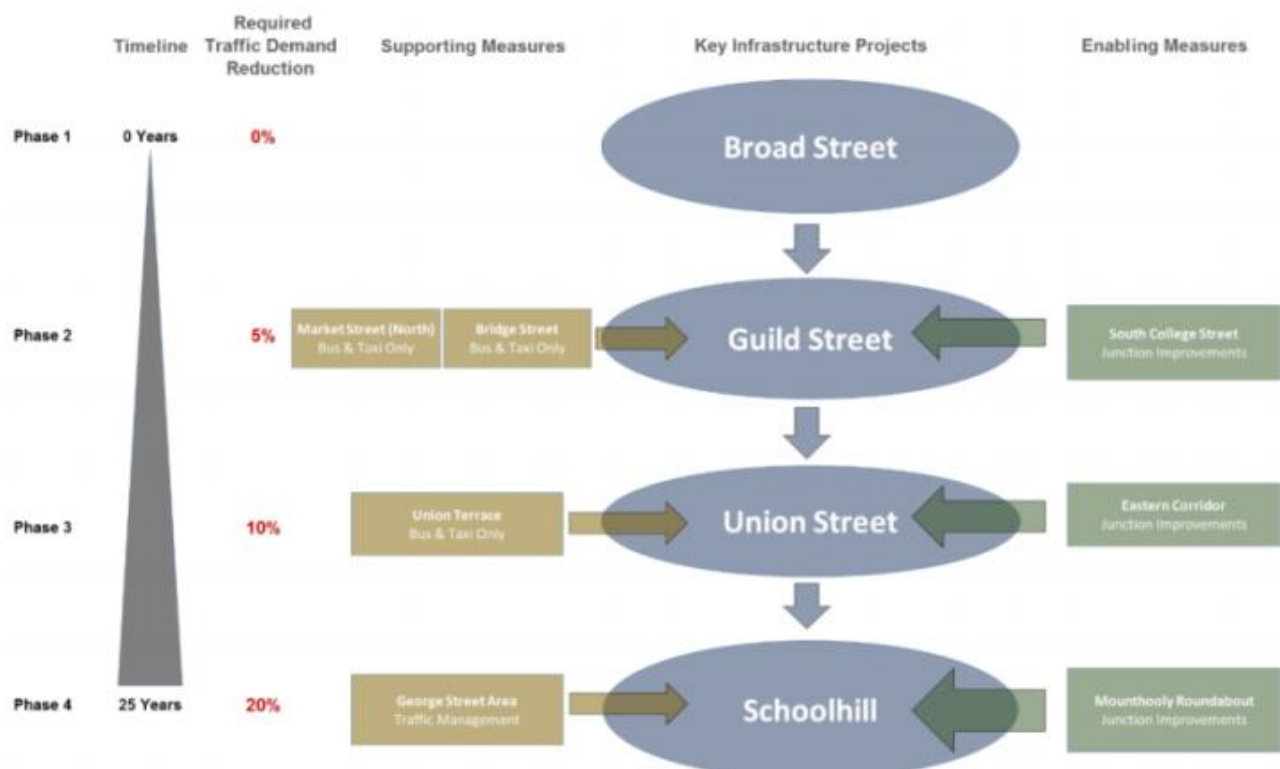 Timeline
Required
Traffic Demand
Reduction
Supporting Measures
Key Infrastructure Projects
Enabling Measures
Phase 1
0 Years
0%
Broad Street
Phase 2
5%
Market Street (North)
Bus & Taxi Only
Bridge Street
Bus & Taxi Only
Guild Street
South College Street
Junction Improvements
Phase 3
10%
Union Terrace
Bus & Taxi Only
Union Street
Eastern Corridor
Junction Improvements
Phase 4
25 Years
20%
George Street Area
Traffic Management
Schoolhill
Mounthooly Roundabout
Junction Improvements